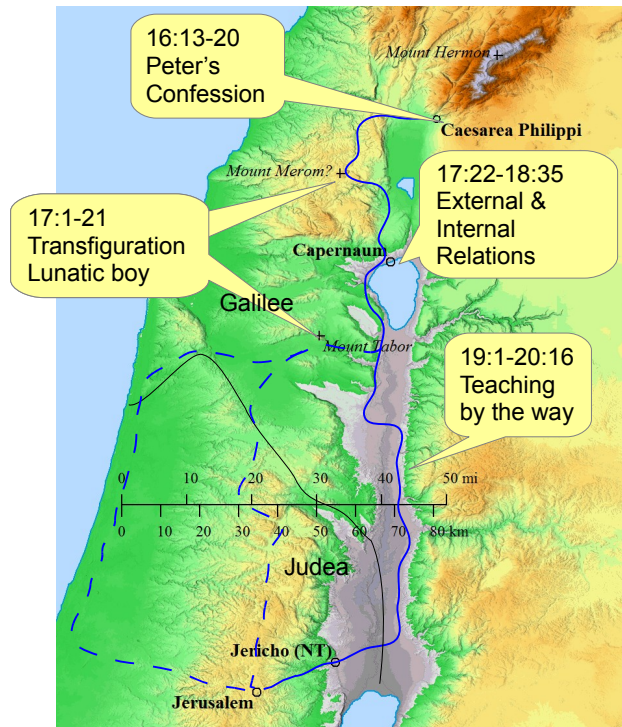 16:13-20
Peter's
Confession
Mount Hermon
Caesarea Philippi
Mount Merom?
17:22-18:35
External &
Internal
Relations
17:1-21
Transfiguration
Lunatic boy
Capernaum
Galilee
Mount Tabor
19:1-20:16
Teaching
by the way
0 10 20 30 40 50 mi
0 10 20 30 40 50 60 70 80 km
Judea
Jericho (NT)
Jerusalem